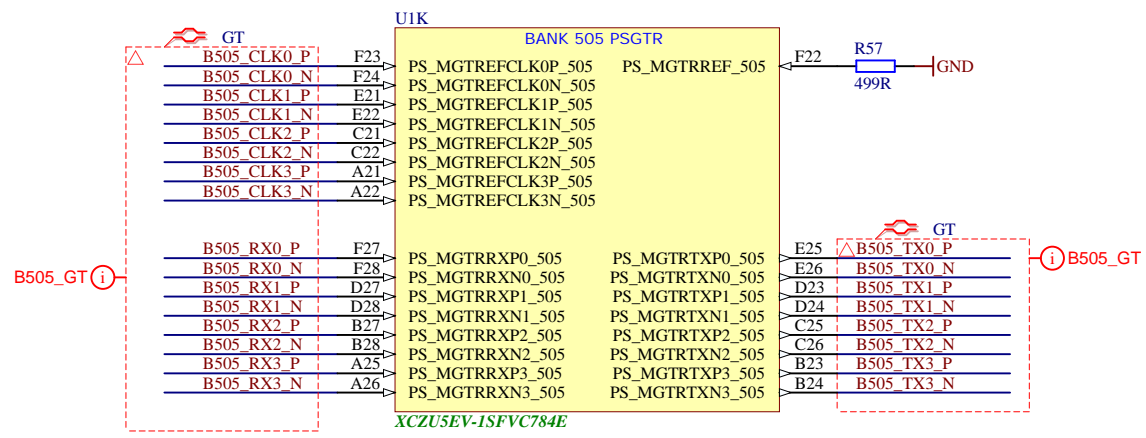 U1K
GT
BANK 505 PSGTR
B505_CLK0_P F23 PS_MGTREFCLK0P_505 PS_MGTRREF_505 F22 R57 GND
499R
B505_CLK0_N F24 PS_MGTREFCLK0N_505
B505_CLK1_P E21 PS_MGTREFCLK1P_505
B505_CLK1_N E22 PS_MGTREFCLK1N_505
B505_CLK2_P C21 PS_MGTREFCLK2P_505
B505_CLK2_N C22 PS_MGTREFCLK2N_505
B505_CLK3_P A21 PS_MGTREFCLK3P_505
B505_CLK3_N A22 PS_MGTREFCLK3N_505
GT
B505_RX0_P F27 PS_MGTRRXP0_505 PS_MGTRTXP0_505 E25 B505_TX0_P
B505_GT i B505_RX0_N F28 PS_MGTRRXN0_505 PS_MGTRTXN0_505 E26 B505_TX0_N i B505_GT
B505_RX1_P D27 PS_MGTRRXP1_505 PS_MGTRTXP1_505 D23 B505_TX1_P
B505_RX1_N D28 PS_MGTRRXN1_505 PS_MGTRTXN1_505 D24 B505_TX1_N
B505_RX2_P B27 PS_MGTRRXP2_505 PS_MGTRTXP2_505 C25 B505_TX2_P
B505_RX2_N B28 PS_MGTRRXN2_505 PS_MGTRTXN2_505 C26 B505_TX2_N
B505_RX3_P A25 PS_MGTRRXP3_505 PS_MGTRTXP3_505 B23 B505_TX3_P
B505_RX3_N A26 PS_MGTRRXN3_505 PS_MGTRTXN3_505 B24 B505_TX3_N
XCZU5EV-1SFVC784E